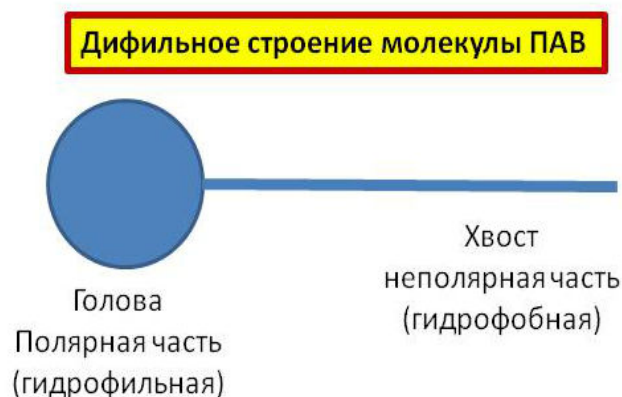 Дифильное строение молекулы ПАВ
Хвост
неполярная часть
(гидрофобная)
Голова
Полярная часть
(гидрофильная)